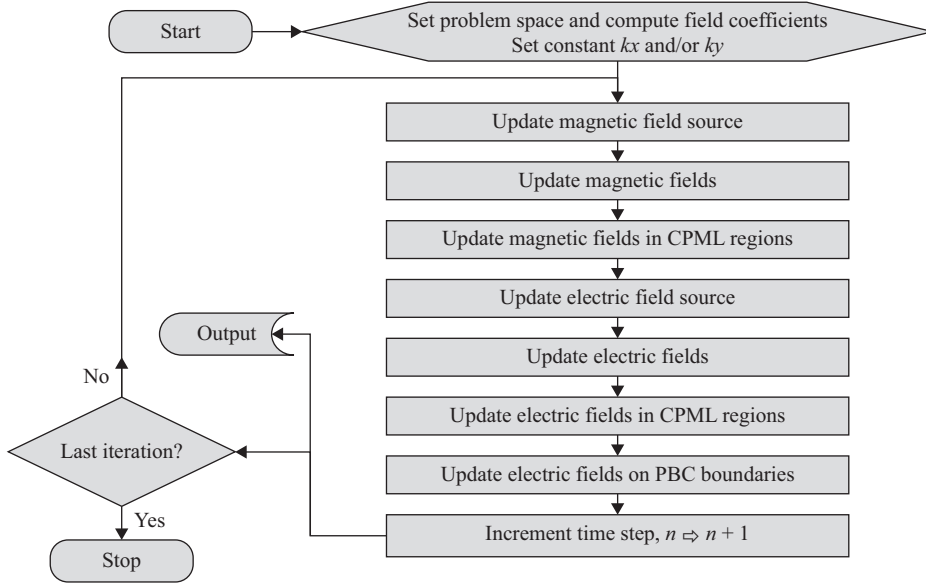 Start
Set problem space and compute field coefficients
Set constant kx and/or ky
Update magnetic field source
Update magnetic fields
Update magnetic fields in CPML regions
Update electric field source
Output
Update electric fields
No
Update electric fields in CPML regions
Last iteration?
Update electric fields on PBC boundaries
Yes
Increment time step, n ⇨ n + 1
Stop